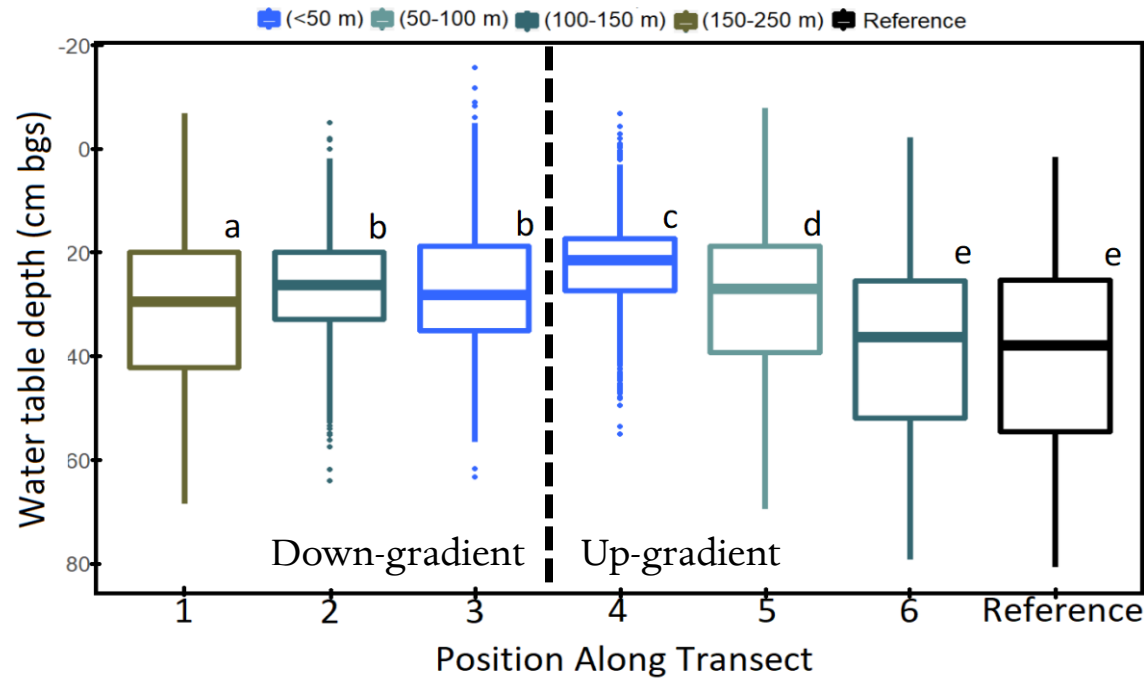 (<50 m) (50-100 m) (100-150 m) (150-250 m) Reference
-20
0
20
40
60
80
Water table depth (cm bgs)
a
b
b
c
d
e
e
Down-gradient
Up-gradient
1 2 3 4 5 6 Reference
Position Along Transect